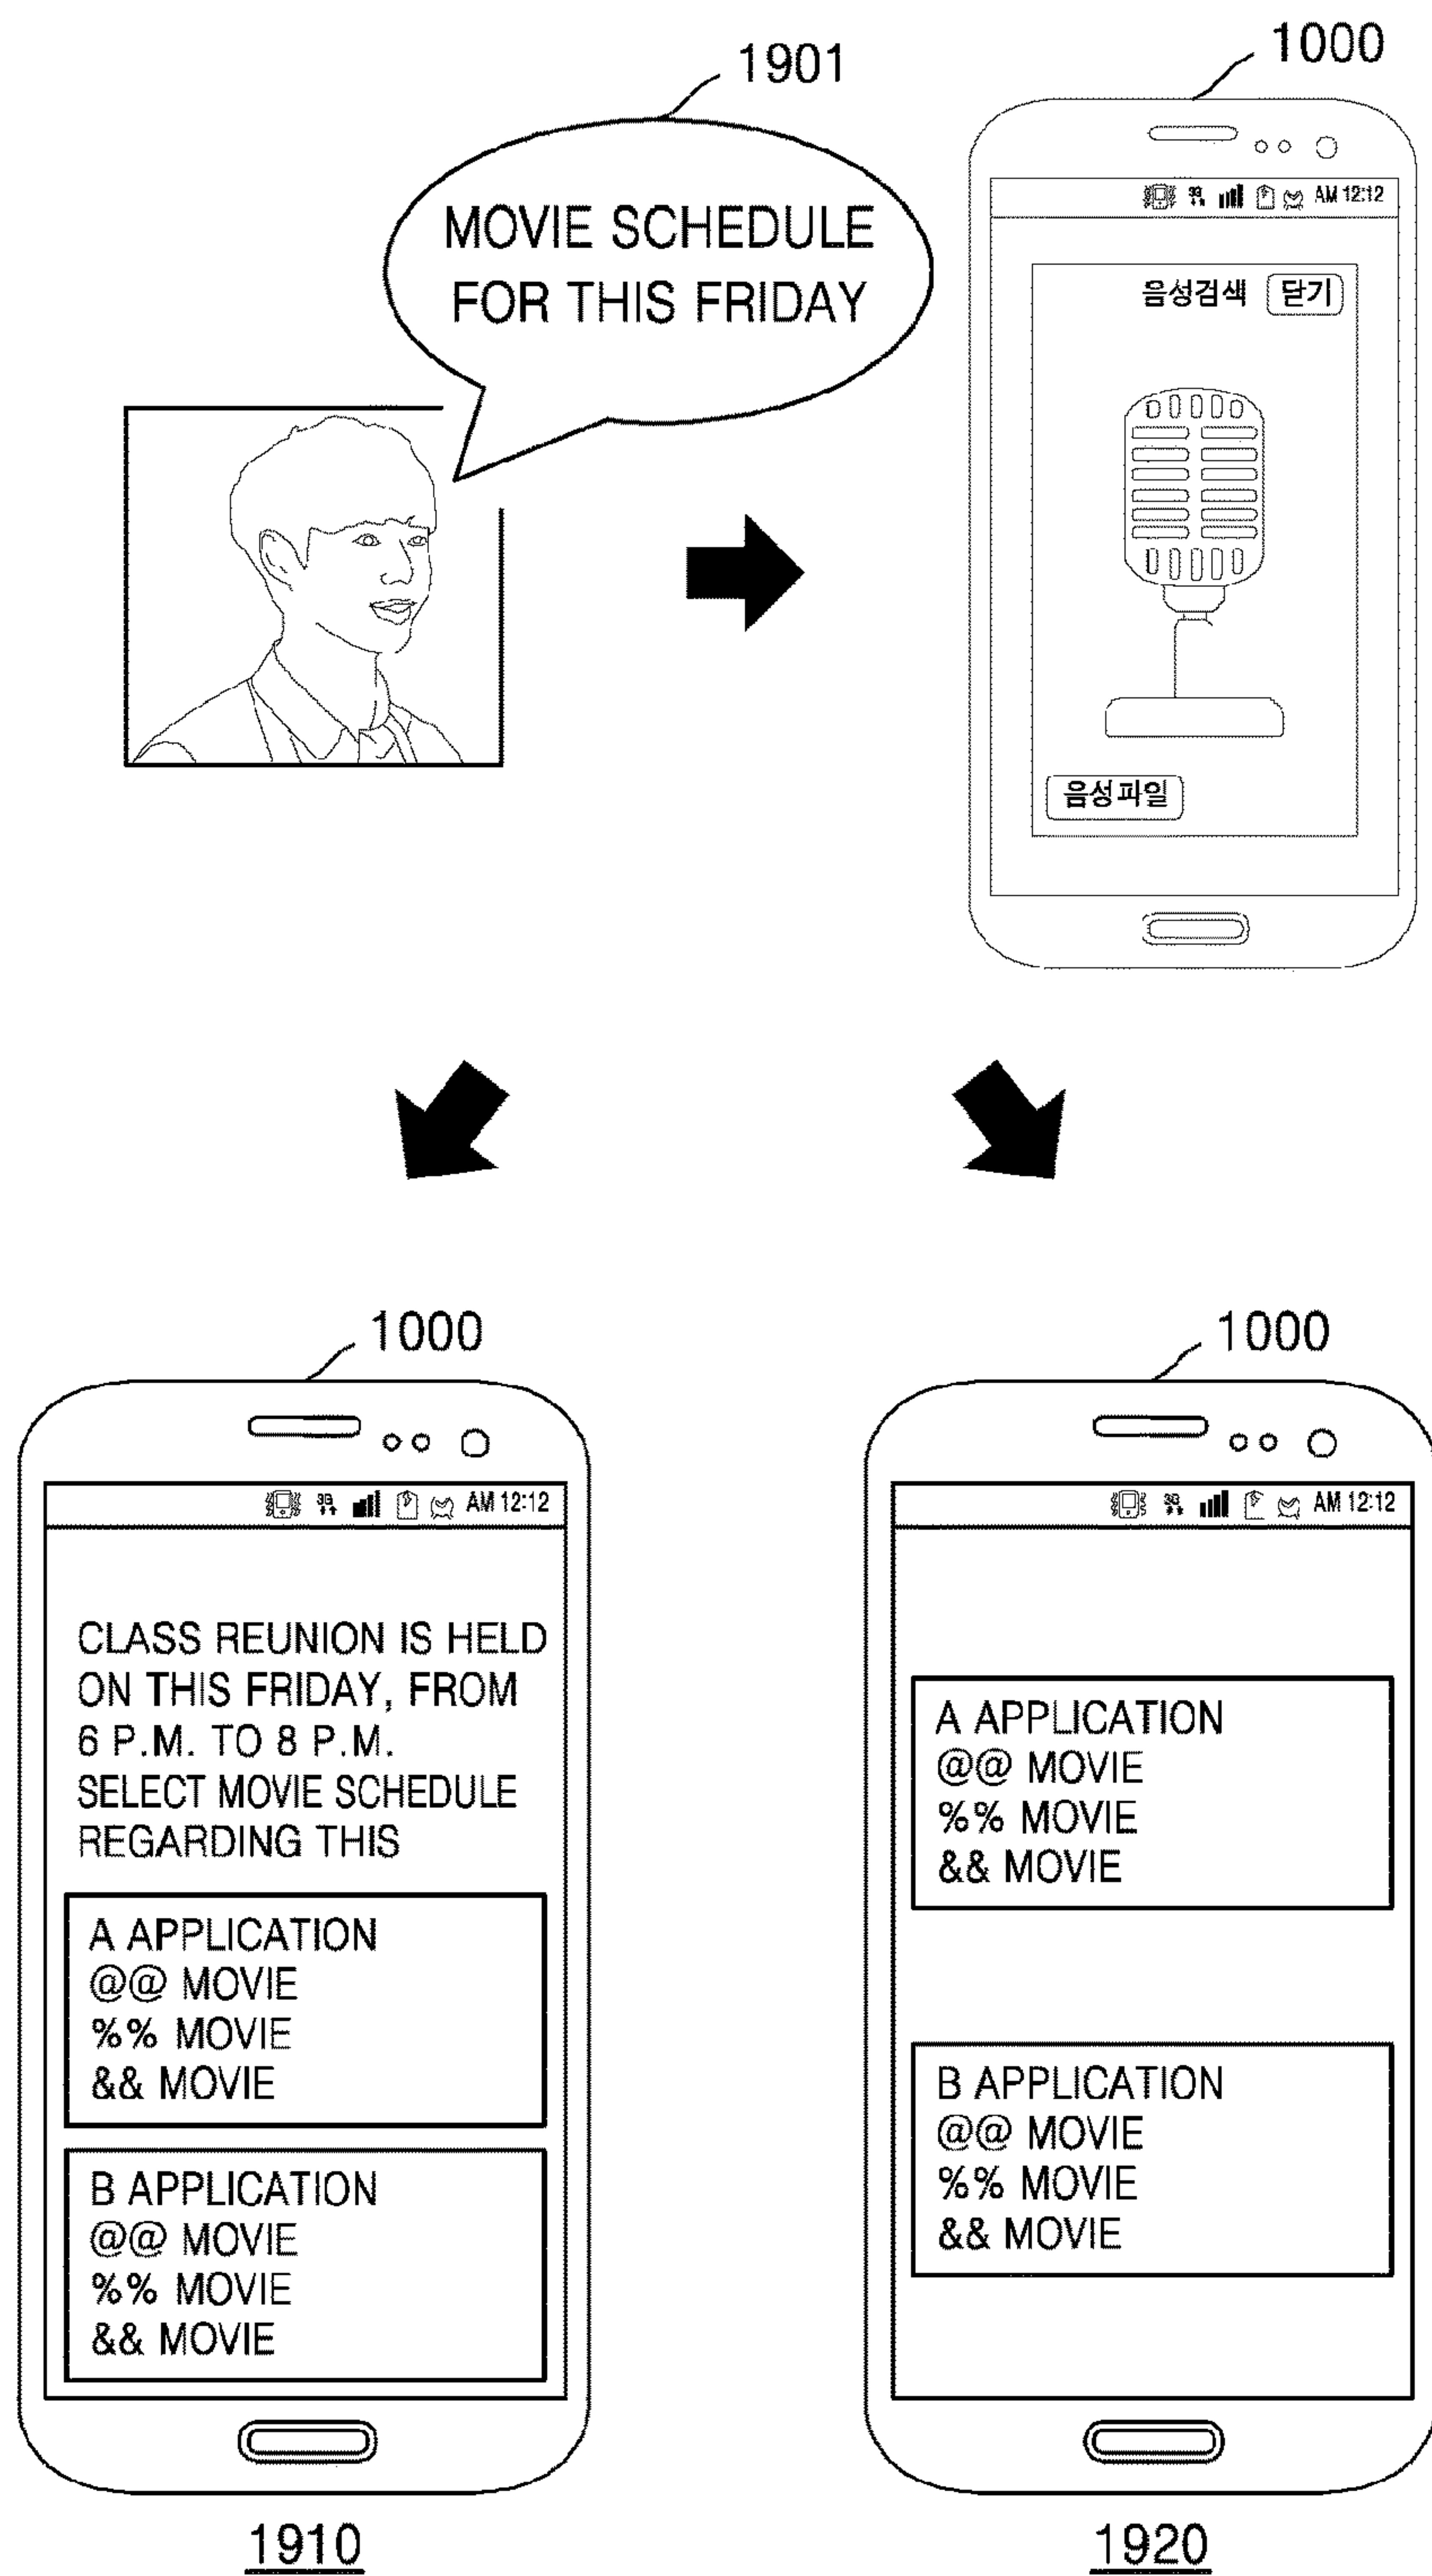 1901
1000
MOVIE SCHEDULE
FOR THIS FRIDAY
3G AM 12:12
음성검색 닫기
음성파일
1000
3G AM 12:12
CLASS REUNION IS HELD
ON THIS FRIDAY, FROM
6 P.M. TO 8 P.M.
SELECT MOVIE SCHEDULE
REGARDING THIS
A APPLICATION
@@ MOVIE
%% MOVIE
&& MOVIE
B APPLICATION
@@ MOVIE
%% MOVIE
&& MOVIE
1910
1000
3G AM 12:12
A APPLICATION
@@ MOVIE
%% MOVIE
&& MOVIE
B APPLICATION
@@ MOVIE
%% MOVIE
&& MOVIE
1920